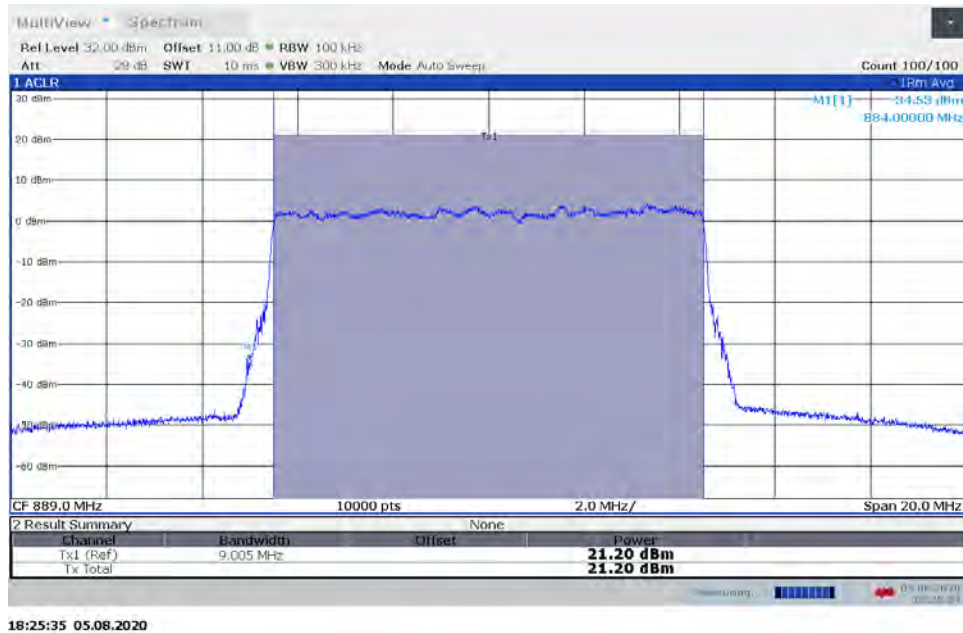 MultiView Spectrum
Ref Level 32.00 dBm Offset 11.00 dB RBW 100 kHz
Att 29 dB SWT 10 ms VBW 300 kHz Mode Auto Sweep Count 100/100
1 ACLR 1Rm Avg
30 dBm M1[1] -34.53 dBm
884.00000 MHz
20 dBm Tx1
10 dBm
0 dBm
-10 dBm
-20 dBm
-30 dBm
-40 dBm
-50 dBm
-60 dBm
CF 889.0 MHz 10000 pts 2.0 MHz/ Span 20.0 MHz
2 Result Summary None
Channel Bandwidth Offset Power
Tx1 (Ref) 9.005 MHz 21.20 dBm
Tx Total 21.20 dBm
05.08.2020
18:25:35 05.08.2020